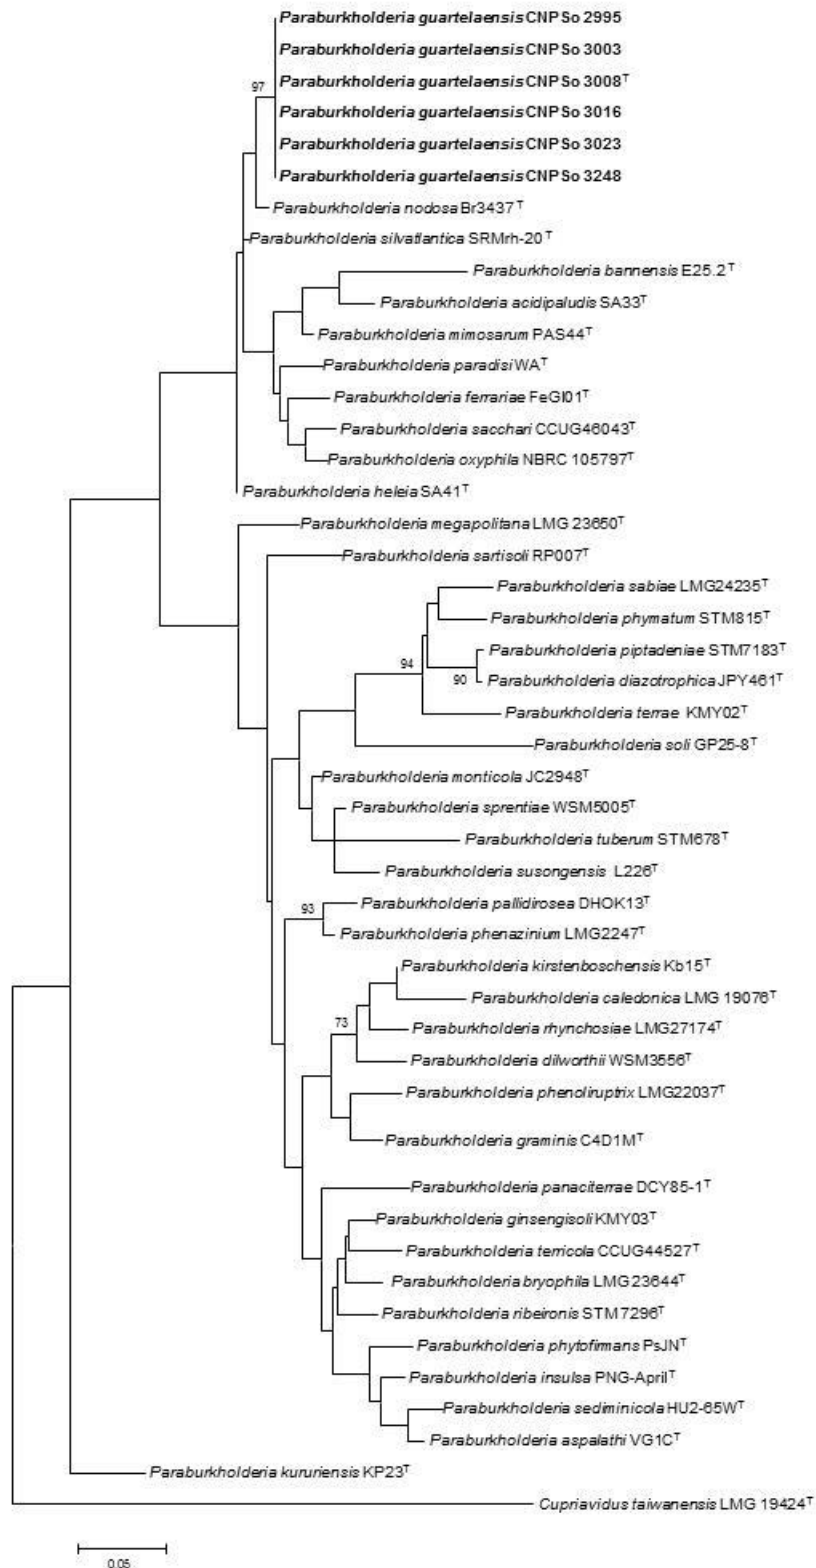 Paraburkholderia guartelaensis CNPSo 2995
Paraburkholderia guartelaensis CNPSo 3003
Paraburkholderia guartelaensis CNPSo 3008ᵀ
97
Paraburkholderia guartelaensis CNPSo 3016
Paraburkholderia guartelaensis CNPSo 3023
Paraburkholderia guartelaensis CNPSo 3248
Paraburkholderia nodosa Br3437ᵀ
Paraburkholderia silvatlantica SRMrh-20ᵀ
Paraburkholderia bannensis E25.2ᵀ
Paraburkholderia acidipaludis SA33ᵀ
Paraburkholderia mimosarum PAS44ᵀ
Paraburkholderia paradisi WAᵀ
Paraburkholderia ferrariae FeGl01ᵀ
Paraburkholderia sacchari CCUG46043ᵀ
Paraburkholderia oxyphila NBRC 105797ᵀ
Paraburkholderia heleia SA41ᵀ
Paraburkholderia megapolitana LMG 23650ᵀ
Paraburkholderia sartisoli RP007ᵀ
Paraburkholderia sabiae LMG24235ᵀ
Paraburkholderia phymatum STM815ᵀ
Paraburkholderia piptadeniae STM7183ᵀ
94
90
Paraburkholderia diazotrophica JPY461ᵀ
Paraburkholderia terrae KMY02ᵀ
Paraburkholderia soli GP25-8ᵀ
Paraburkholderia monticola JC2948ᵀ
Paraburkholderia sprentiae WSM5005ᵀ
Paraburkholderia tuberum STM678ᵀ
Paraburkholderia susongensis L226ᵀ
Paraburkholderia pallidirosea DHOK13ᵀ
93
Paraburkholderia phenazinium LMG2247ᵀ
Paraburkholderia kirstenboschensis Kb15ᵀ
Paraburkholderia caledonica LMG 19076ᵀ
73
Paraburkholderia rhynchosiae LMG27174ᵀ
Paraburkholderia dilworthii WSM3556ᵀ
Paraburkholderia phenoliruptrix LMG22037ᵀ
Paraburkholderia graminis C4D1Mᵀ
Paraburkholderia panaciterrae DCY85-1ᵀ
Paraburkholderia ginsengisoli KMY03ᵀ
Paraburkholderia terricola CCUG44527ᵀ
Paraburkholderia bryophila LMG 23644ᵀ
Paraburkholderia ribeironis STM 7296ᵀ
Paraburkholderia phytofirmans PsJNᵀ
Paraburkholderia insulsa PNG-Aprilᵀ
Paraburkholderia sediminicola HU2-65Wᵀ
Paraburkholderia aspalathi VG1Cᵀ
Paraburkholderia kururiensis KP23ᵀ
Cupriavidus taiwanensis LMG 19424ᵀ
0.05